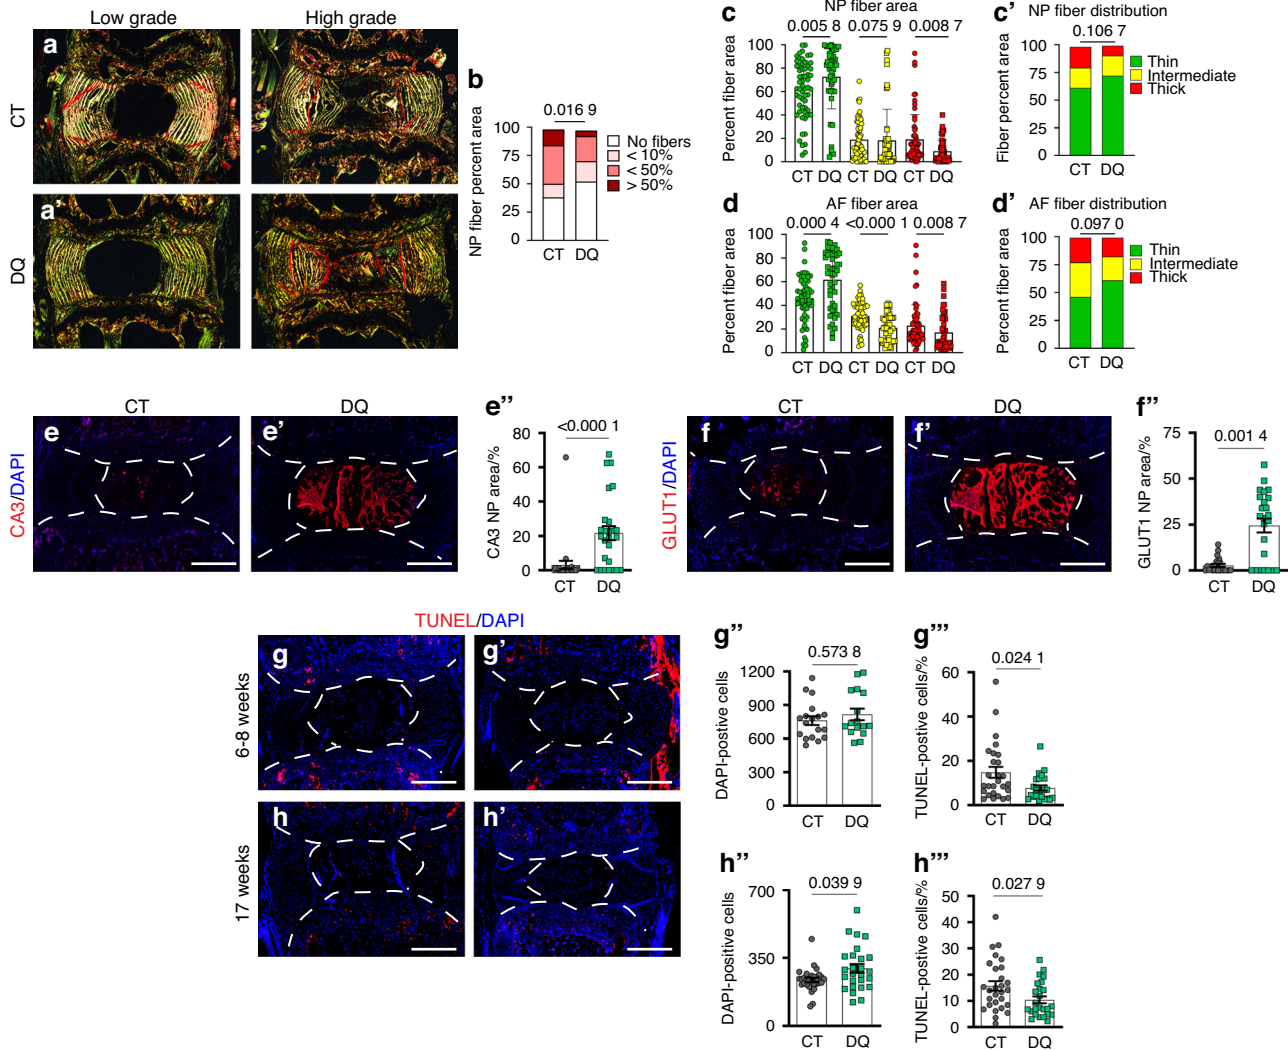 Low grade
High grade
CT
a
b
0.016 9
NP fiber percent area
100
75
50
25
0
CT DQ
No fibers
< 10%
< 50%
> 50%
DQ
a'
c
NP fiber area
0.005 8 0.075 9 0.008 7
Percent fiber area
100
80
60
40
20
0
CT DQ CT DQ CT DQ
c'
NP fiber distribution
0.106 7
Fiber percent area
100
75
50
25
0
CT DQ
Thin
Intermediate
Thick
d
AF fiber area
0.000 4 <0.000 1 0.008 7
Percent fiber area
100
80
60
40
20
0
CT DQ CT DQ CT DQ
d'
AF fiber distribution
0.097 0
Fiber percent area
100
75
50
25
0
CT DQ
Thin
Intermediate
Thick
CT
DQ
CA3/DAPI
e
e'
e''
<0.000 1
CA3 NP area/%
80
60
40
20
0
CT DQ
CT
DQ
GLUT1/DAPI
f
f'
f''
0.001 4
GLUT1 NP area/%
75
50
25
0
CT DQ
TUNEL/DAPI
6-8 weeks
g
g'
g''
0.573 8
DAPI-postive cells
1200
900
600
300
0
CT DQ
g'''
0.024 1
TUNEL-postive cells/%
60
40
20
0
CT DQ
17 weeks
h
h'
h''
0.039 9
DAPI-positive cells
700
350
0
CT DQ
h'''
0.027 9
TUNEL-postive cells/%
50
40
30
20
10
0
CT DQ